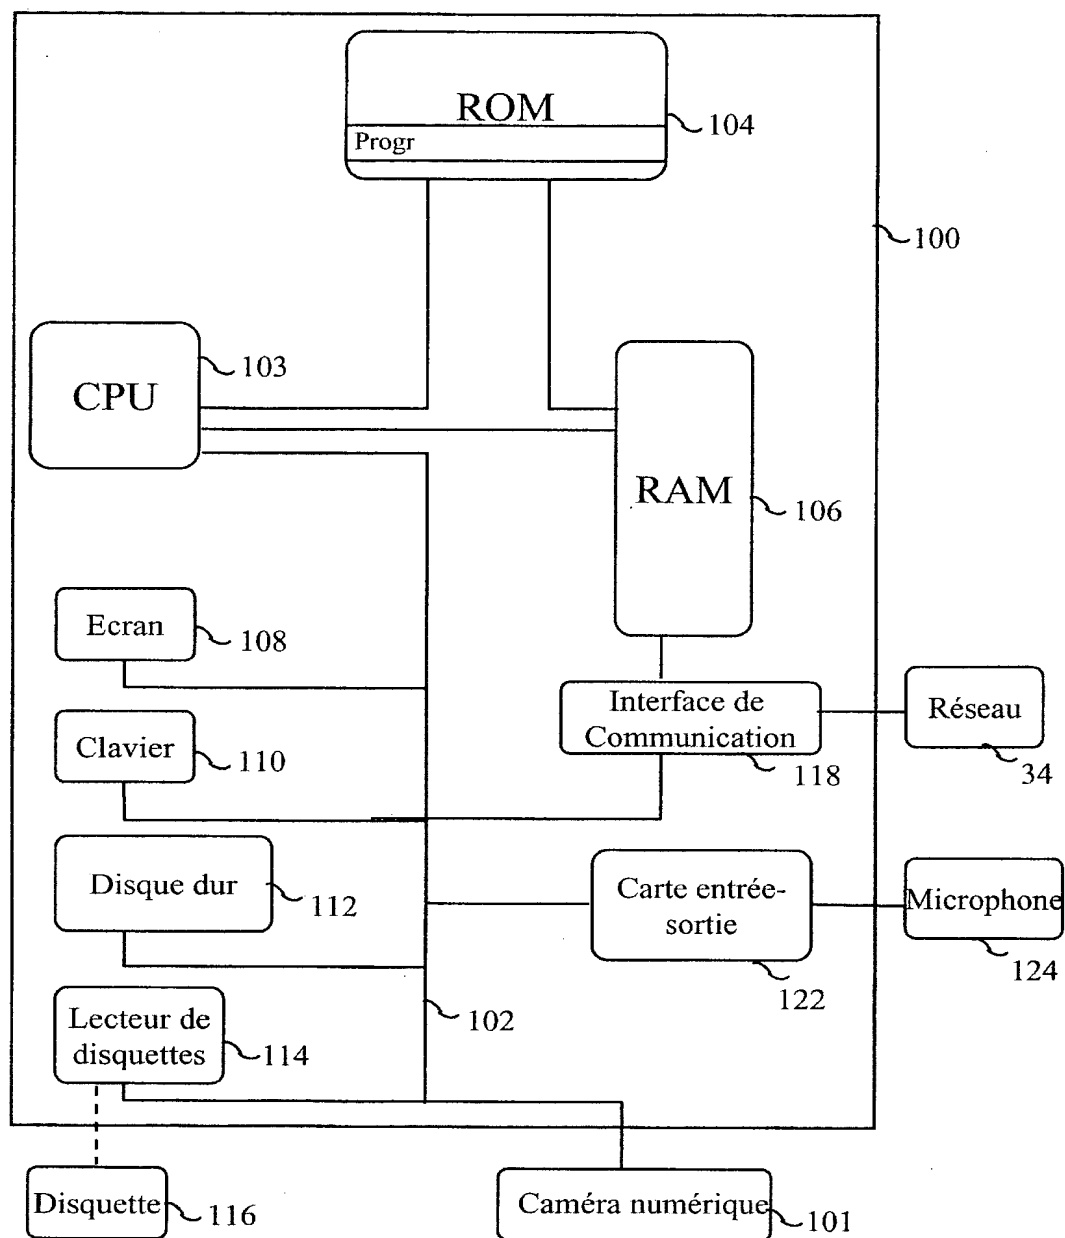 ROM
Progr
104
100
CPU
103
RAM
106
Ecran
108
Interface de
Communication
118
Réseau
34
Clavier
110
Disque dur
112
Carte entrée-
sortie
122
Microphone
124
Lecteur de
disquettes
114
102
Disquette
116
Caméra numérique
101